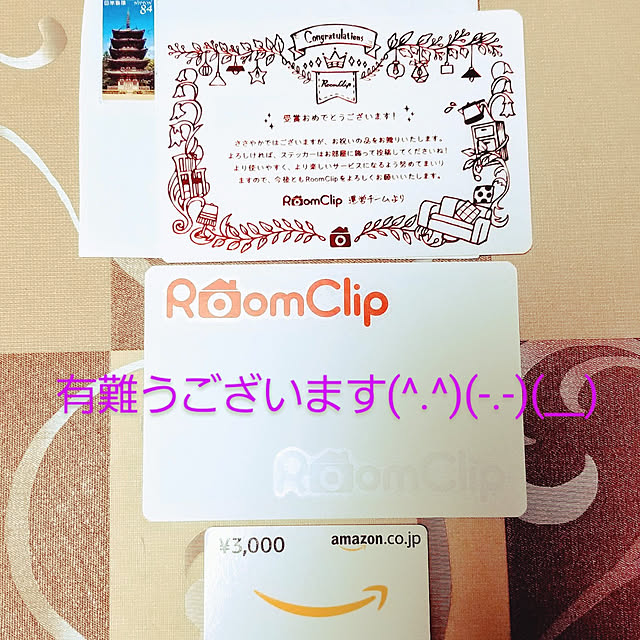 日本郵便
NIPPON
84
Congratulations
RoomClip
受賞おめでとうございます！
ささやかではございますが、お祝いの品をお贈りいたします。
よろしければ、ステッカーはお部屋に飾って投稿してくださいね！
より使いやすく、より楽しいサービスになるよう努めてまいり
ますので、今後ともRoomClipをよろしくお願いいたします。
RoomClip 運営チームより
RoomClip
有難うございます(^.^)(-.-)(__)
RoomClip
¥3,000 amazon.co.jp